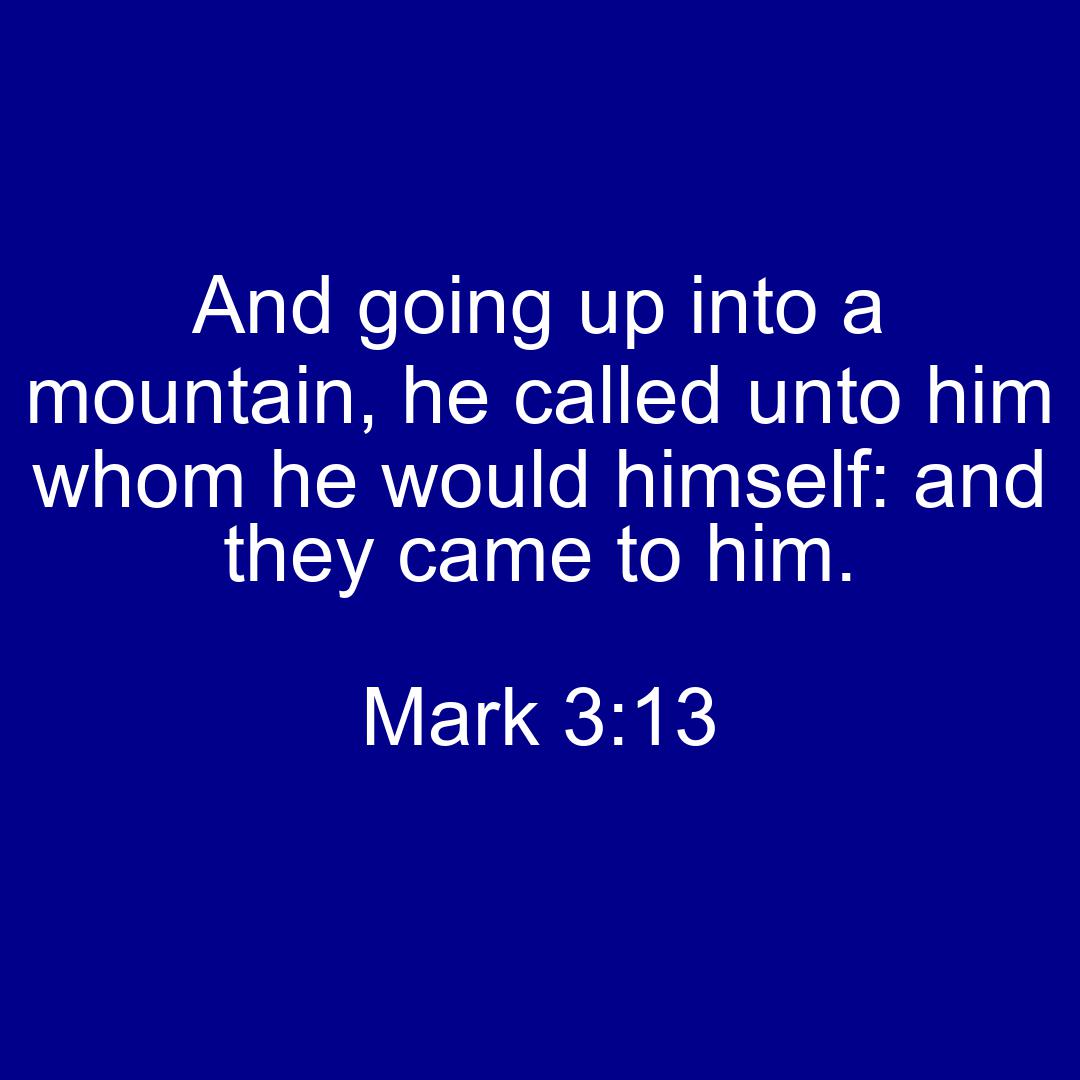 And going up into a
mountain, he called unto him
whom he would himself: and
they came to him.
Mark 3:13